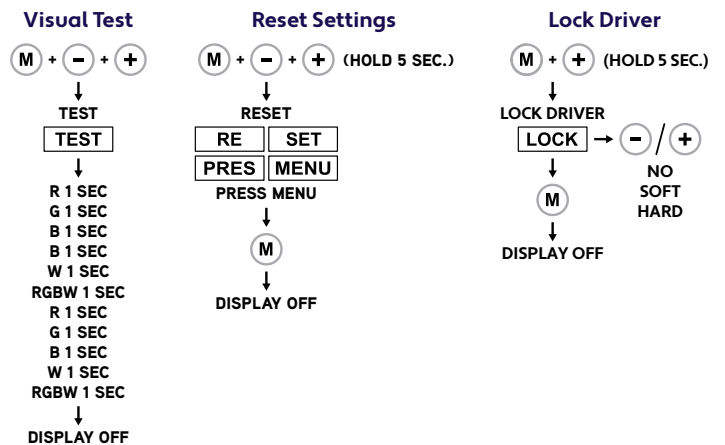 Visual Test
M + - + +
TEST
TEST
R 1 SEC
G 1 SEC
B 1 SEC
B 1 SEC
W 1 SEC
RGBW 1 SEC
R 1 SEC
G 1 SEC
B 1 SEC
W 1 SEC
RGBW 1 SEC
DISPLAY OFF
Reset Settings
M + - + + (HOLD 5 SEC.)
RESET
RE SET
PRES MENU
PRESS MENU
M
DISPLAY OFF
Lock Driver
M + + (HOLD 5 SEC.)
LOCK DRIVER
LOCK → - / +
NO
SOFT
HARD
M
DISPLAY OFF